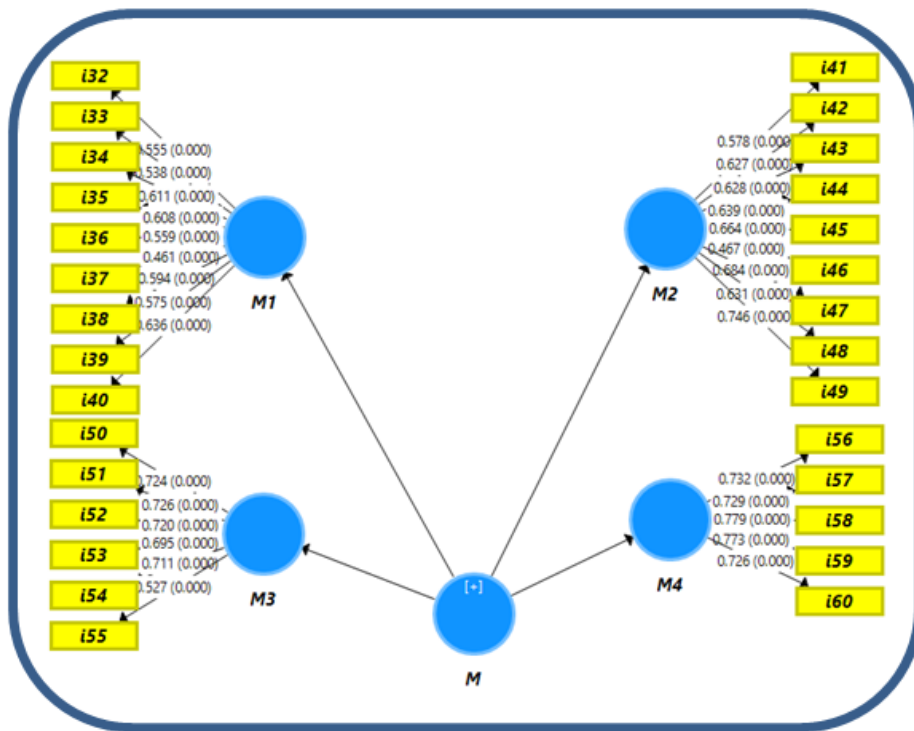 i32
i33
i34
i35
i36
i37
i38
i39
i40
0.555 (0.000)
0.538 (0.000)
0.611 (0.000)
0.608 (0.000)
0.559 (0.000)
0.461 (0.000)
0.594 (0.000)
0.575 (0.000)
0.636 (0.000)
M1
i41
i42
i43
i44
i45
i46
i47
i48
i49
0.578 (0.000)
0.627 (0.000)
0.628 (0.000)
0.639 (0.000)
0.664 (0.000)
0.467 (0.000)
0.684 (0.000)
0.631 (0.000)
0.746 (0.000)
M2
i50
i51
i52
i53
i54
i55
0.724 (0.000)
0.726 (0.000)
0.720 (0.000)
0.695 (0.000)
0.711 (0.000)
0.527 (0.000)
M3
i56
i57
i58
i59
i60
0.732 (0.000)
0.729 (0.000)
0.779 (0.000)
0.773 (0.000)
0.726 (0.000)
M4
[+]
M